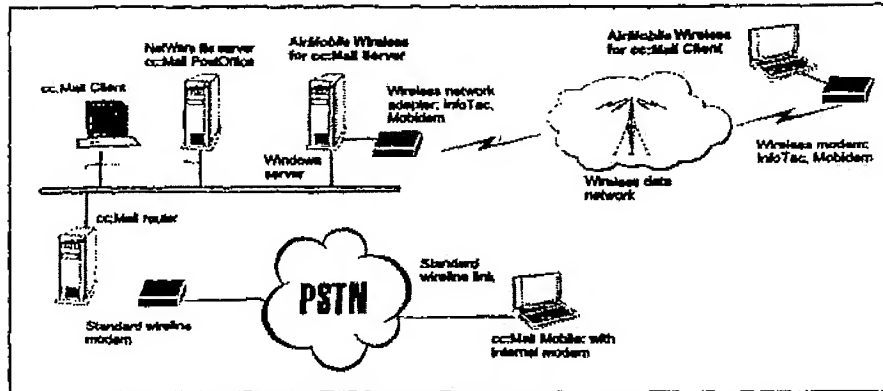 cc:Mail Client
NetWare file server
cc:Mail PostOffice
AirMobile Wireless
for cc:Mail Server
Wireless network
adapter; InfoTac,
Mobidem
Windows
server
AirMobile Wireless
for cc:Mail Client
Wireless modem;
InfoTac, Mobidem
Wireless data
network
cc:Mail router
Standard wireline
modem
PSTN
Standard
wireline link
cc:Mail Mobile; with
internal modem